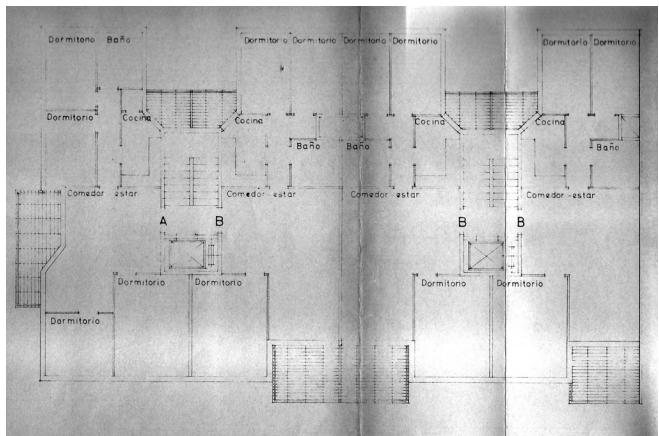 Dormitorio Baño
Dormitorio Dormitorio Dormitorio Dormitorio
Dormitorio Dormitorio
Dormitorio Cocina Cocina Cocina Cocina
Baño Baño Baño
Comedor-estar Comedor-estar Comedor-estar Comedor-estar
A B B B
Dormitorio Dormitorio Dormitorio Dormitorio
Dormitorio